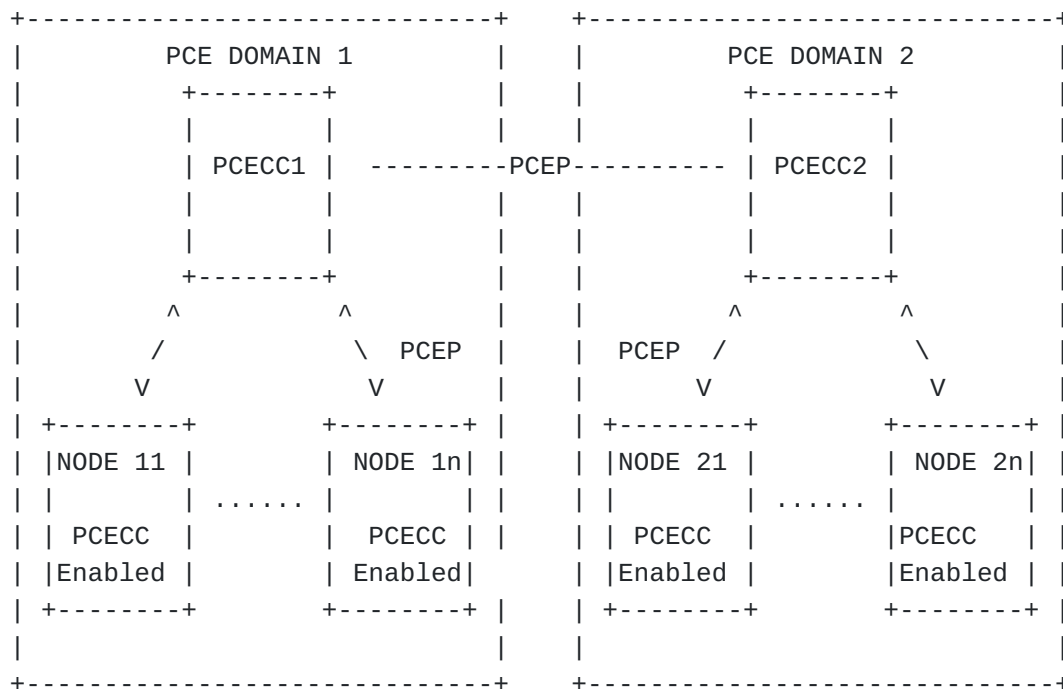 PCE DOMAIN 1 PCE DOMAIN 2
PCECC1 PCEP PCECC2
PCEP PCEP
NODE 11 NODE 1n NODE 21 NODE 2n
...... ......
PCECC PCECC PCECC PCECC
Enabled Enabled Enabled Enabled